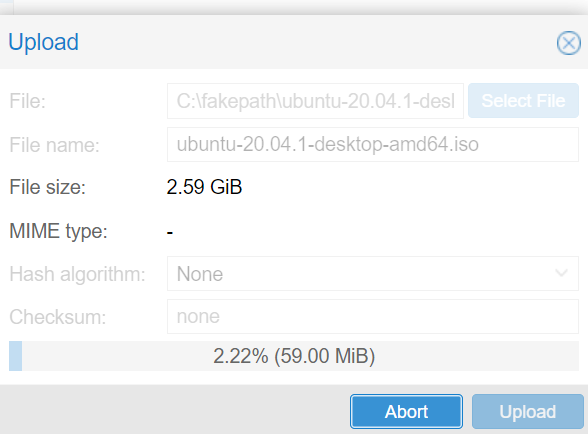 Upload
File: C:\fakepath\ubuntu-20.04.1-desl Select File
File name: ubuntu-20.04.1-desktop-amd64.iso
File size: 2.59 GiB
MIME type: -
Hash algorithm: None
Checksum: none
2.22% (59.00 MiB)
Abort Upload